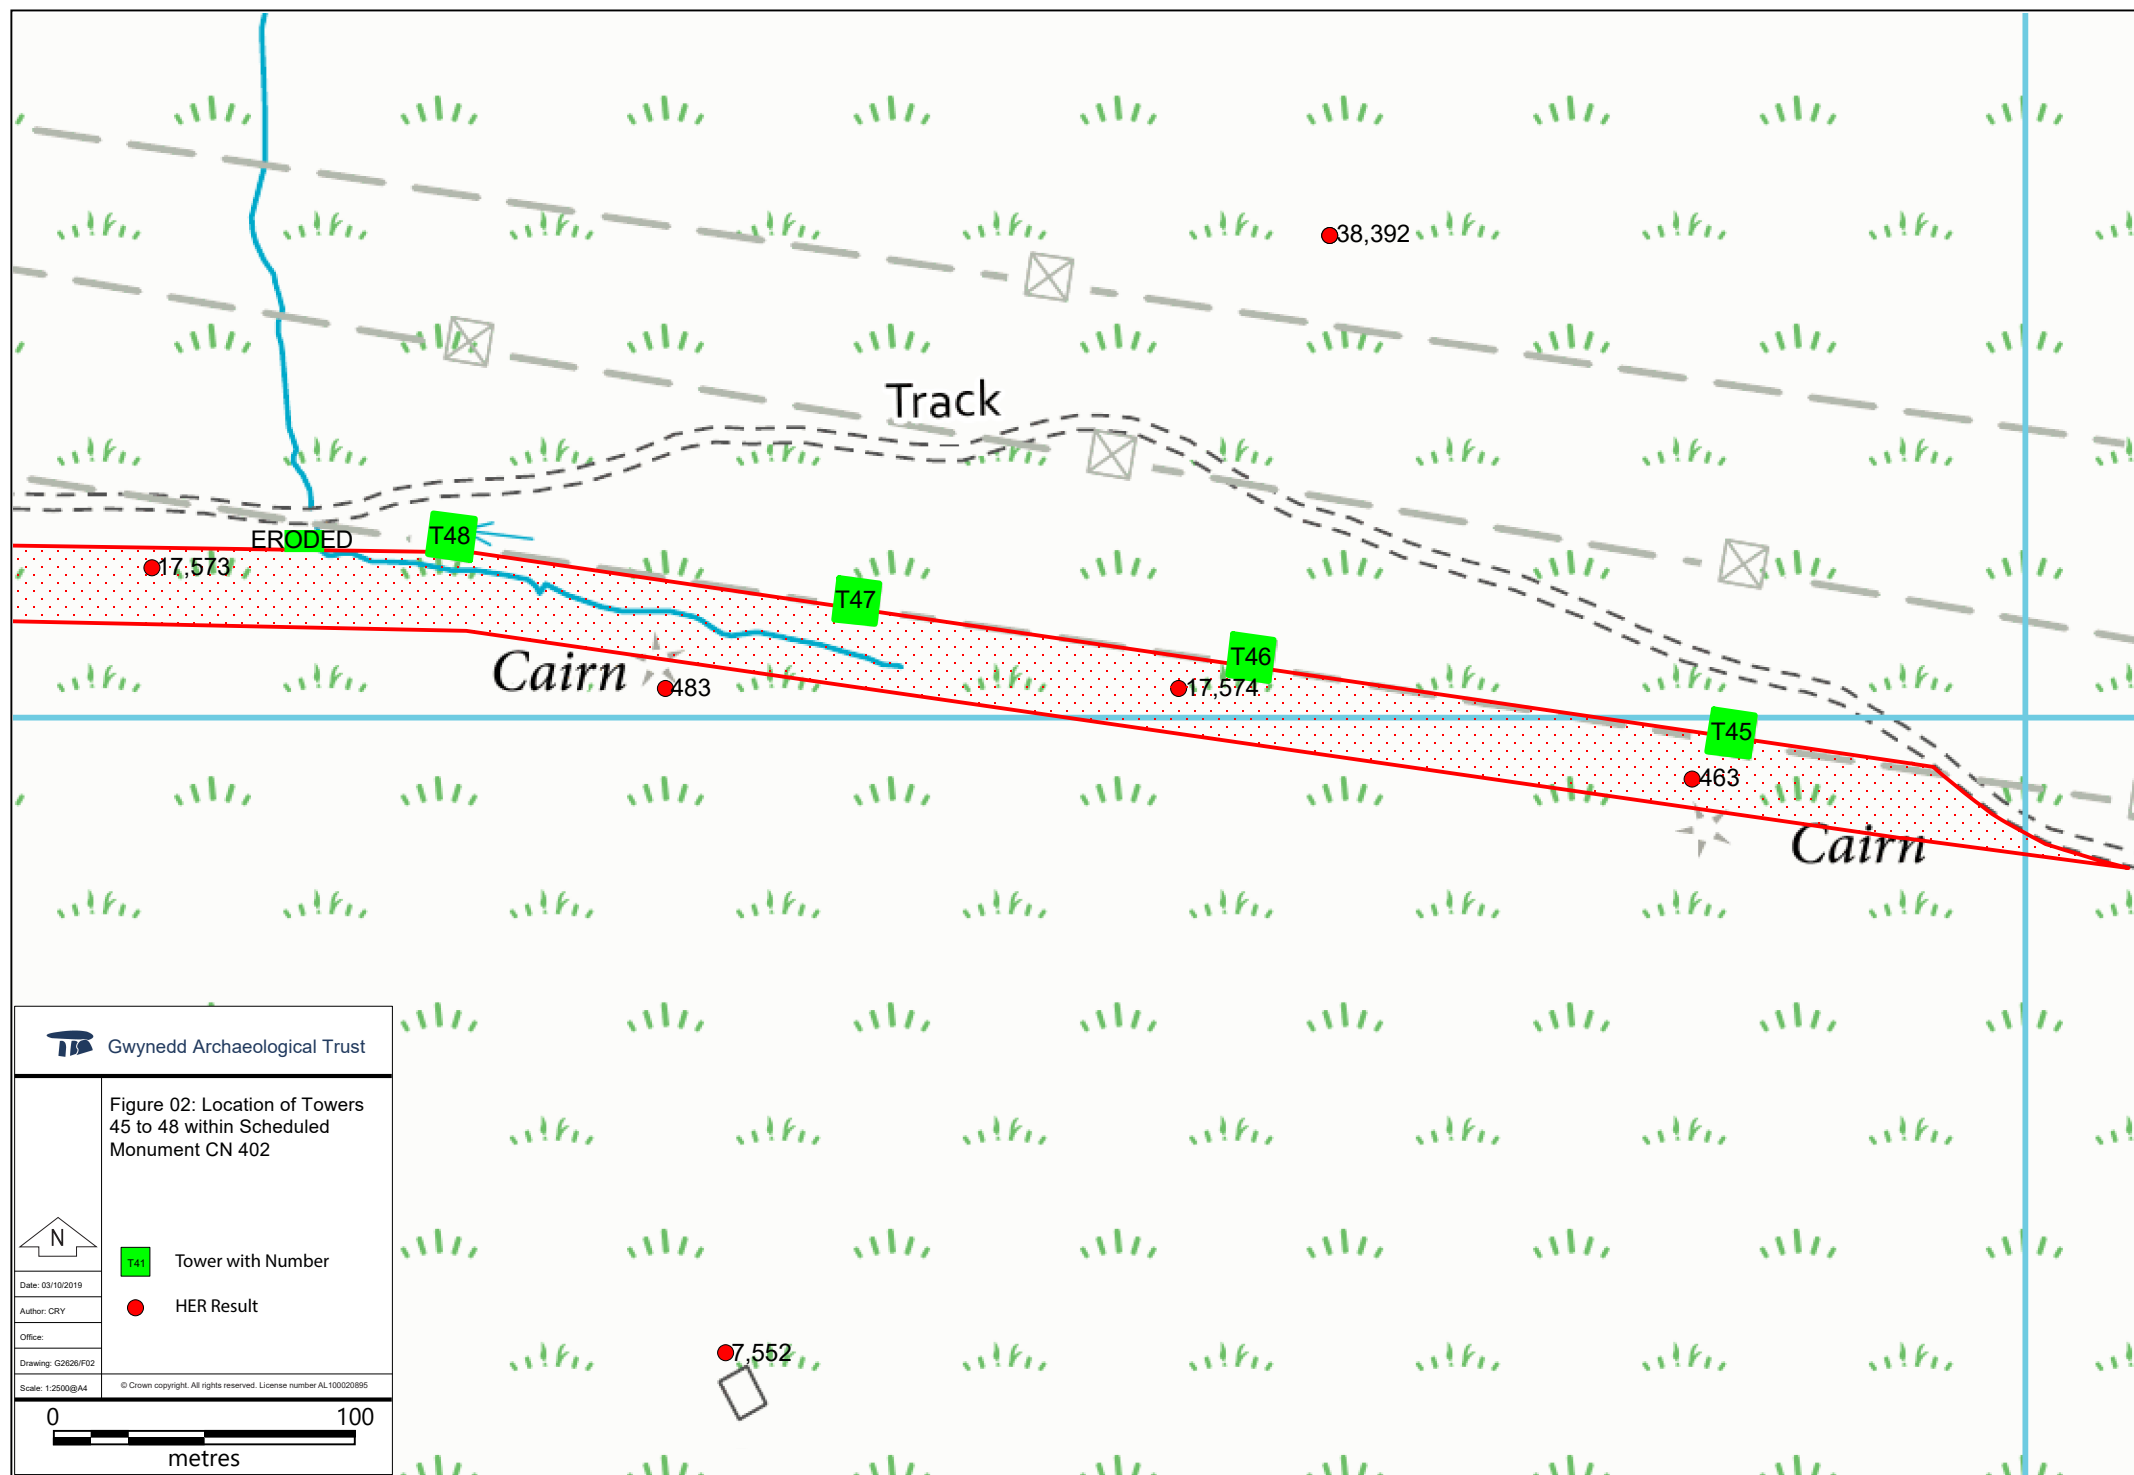 38,392
Track
ERODED
T48
17,573
T47
T46
Cairn
483
17,574
T45
463
Cairn
Gwynedd Archaeological Trust
Figure 02: Location of Towers
45 to 48 within Scheduled
Monument CN 402
N
T41 Tower with Number
HER Result
Date: 03/10/2019
Author: CRY
Office:
Drawing: G2626/F02
Scale: 1:2500@A4
© Crown copyright. All rights reserved. License number AL100020895
0 100
metres
7,552